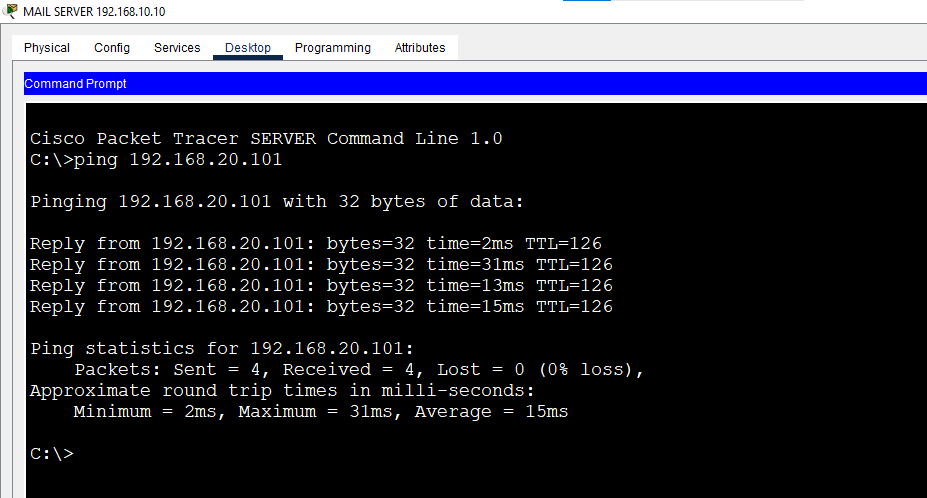 MAIL SERVER 192.168.10.10
Physical Config Services Desktop Programming Attributes
Command Prompt
Cisco Packet Tracer SERVER Command Line 1.0
C:\>ping 192.168.20.101
Pinging 192.168.20.101 with 32 bytes of data:
Reply from 192.168.20.101: bytes=32 time=2ms TTL=126
Reply from 192.168.20.101: bytes=32 time=31ms TTL=126
Reply from 192.168.20.101: bytes=32 time=13ms TTL=126
Reply from 192.168.20.101: bytes=32 time=15ms TTL=126
Ping statistics for 192.168.20.101:
    Packets: Sent = 4, Received = 4, Lost = 0 (0% loss),
Approximate round trip times in milli-seconds:
    Minimum = 2ms, Maximum = 31ms, Average = 15ms
C:\>